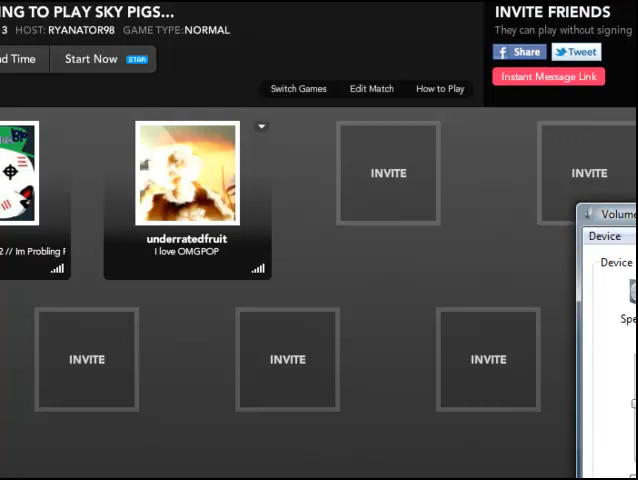 NG TO PLAY SKY PIGS...
3 HOST: RYANATOR98 GAME TYPE: NORMAL
d Time
Start Now STAR
Switch Games
Edit Match
How to Play
INVITE FRIENDS
They can play without signing
f Share
Tweet
Instant Message Link
INVITE
INVITE
2 // Im Probling F
underratedfruit
I love OMGPOP
INVITE
INVITE
INVITE
Volume
Device
Device
Spe